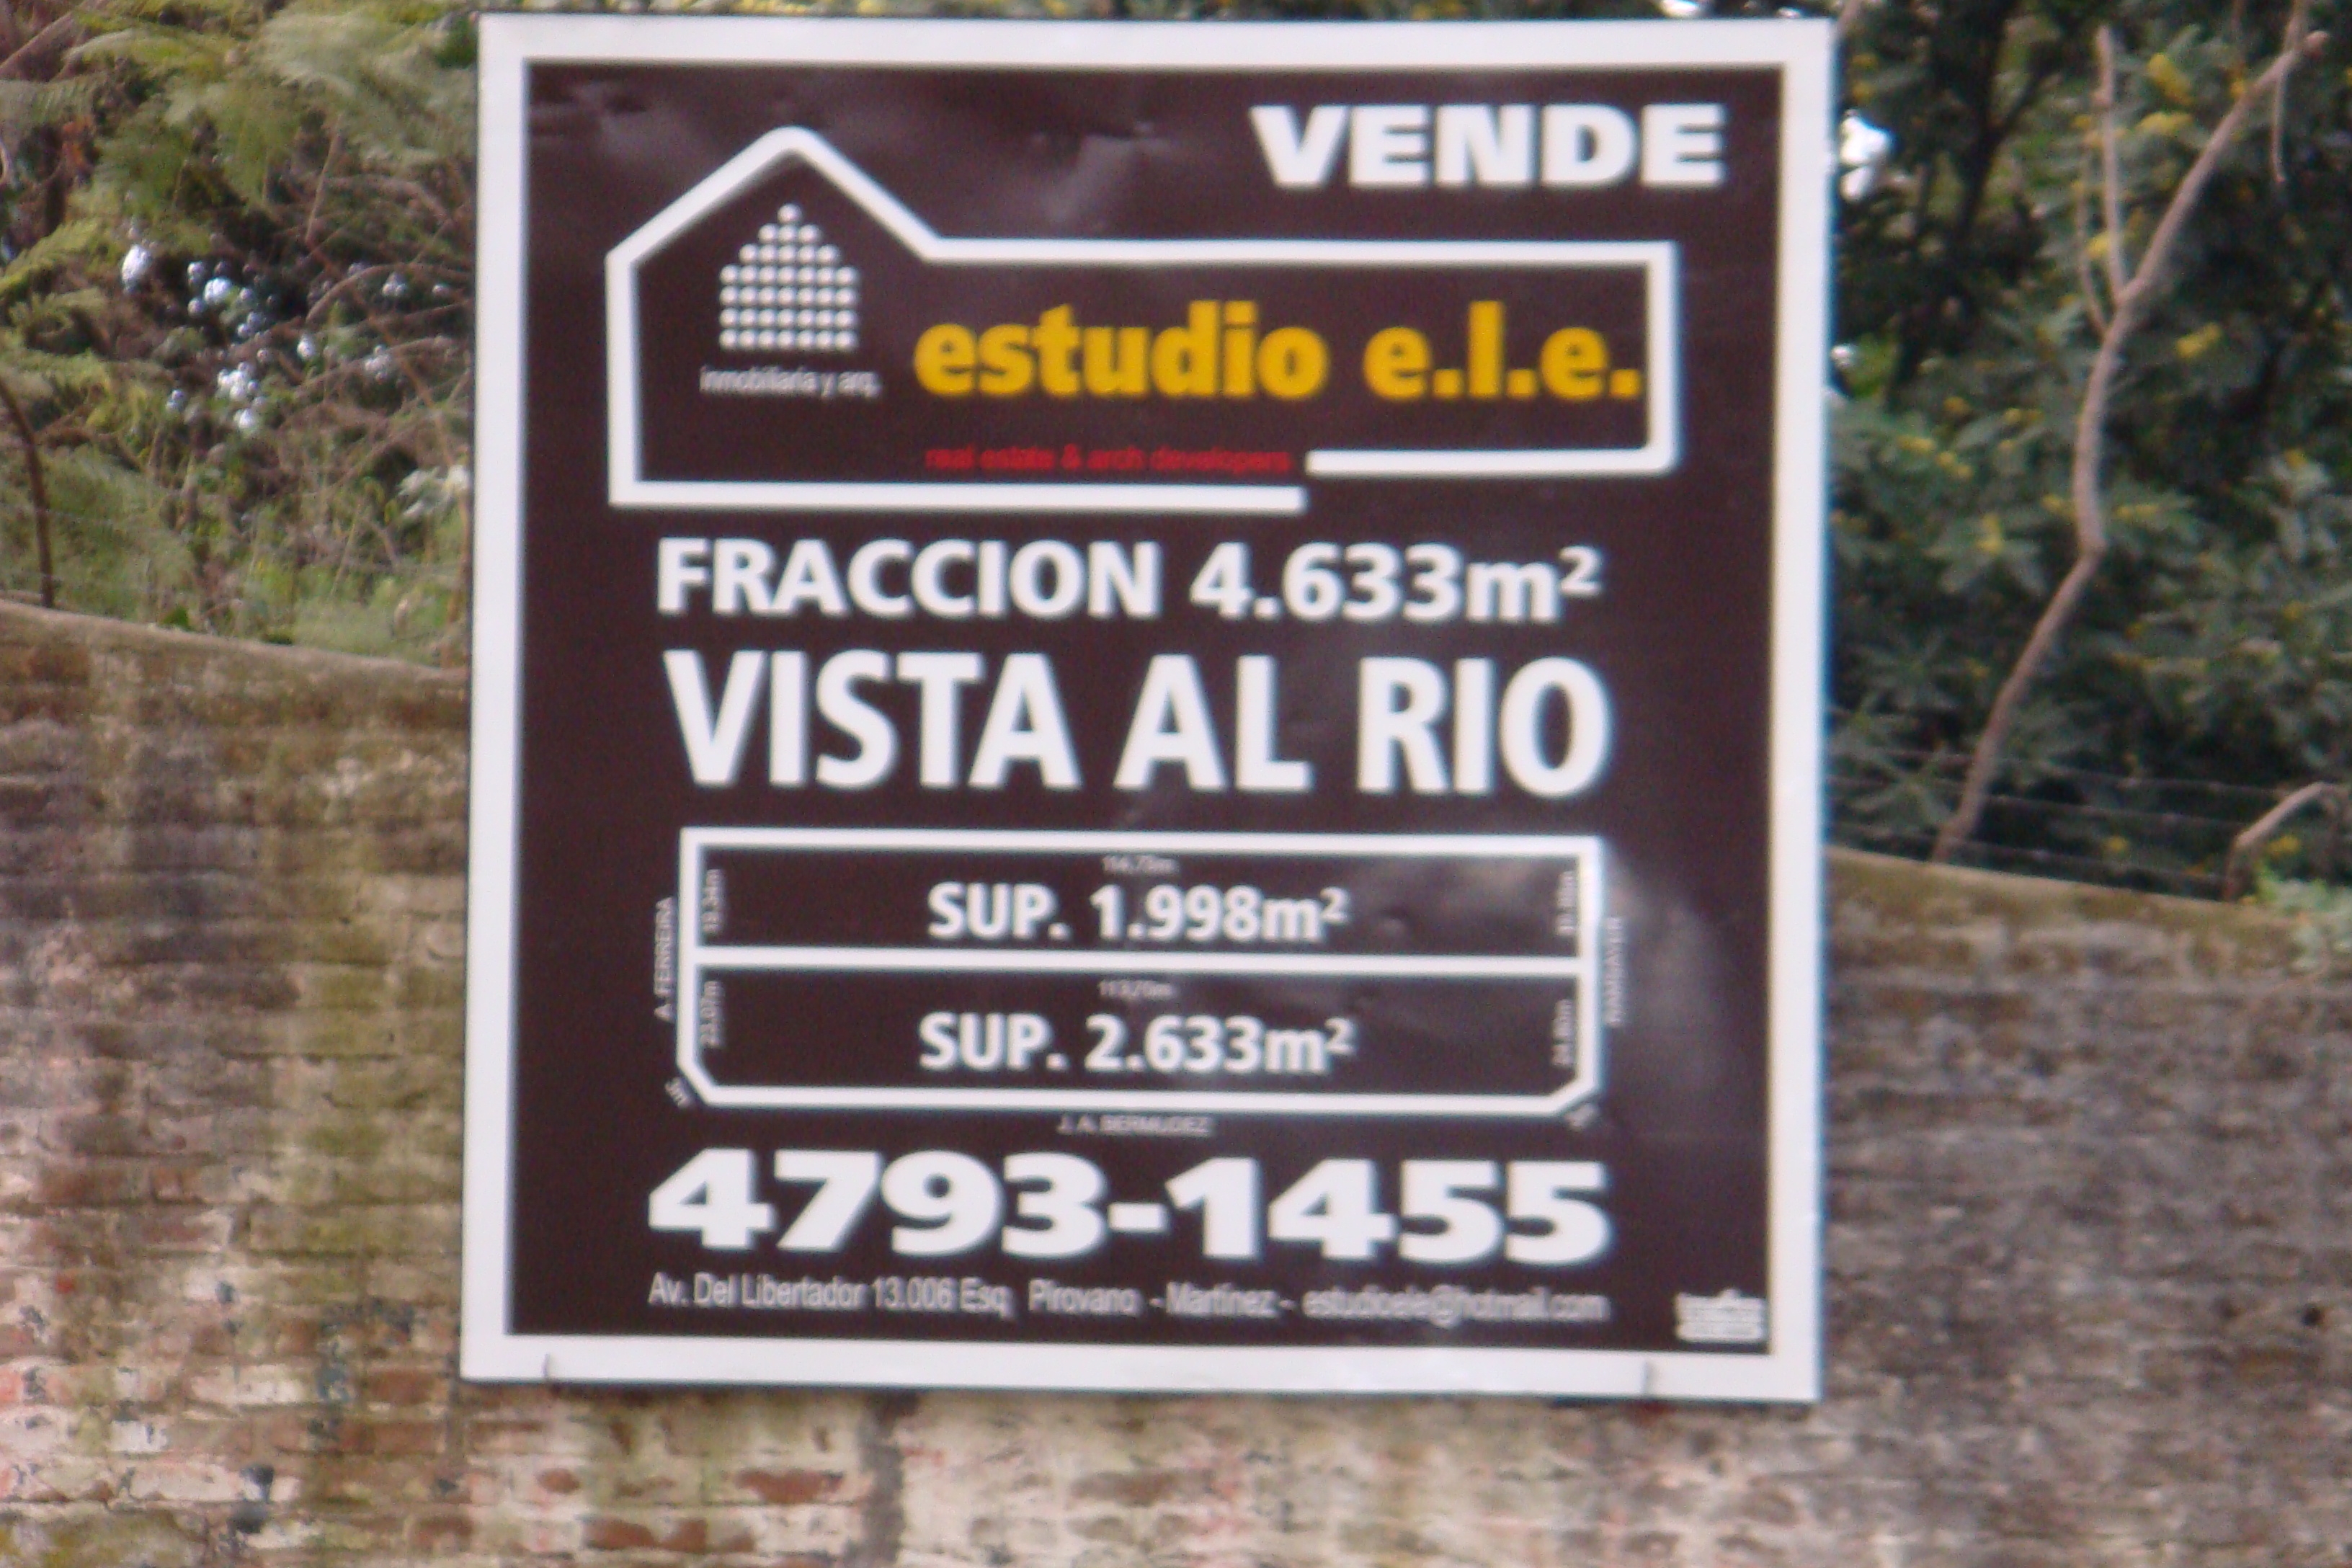 VENDE
inmobiliaria y arq.
estudio e.l.e.
real estate & arch developers
FRACCION 4.633m²
VISTA AL RIO
SUP. 1.998m²
A. FERREIRA
SUP. 2.633m²
J. A. BERMUDEZ
4793-1455
Av. Del Libertador 13.006 Esq Pirovano - Martínez - estudioele@hotmail.com